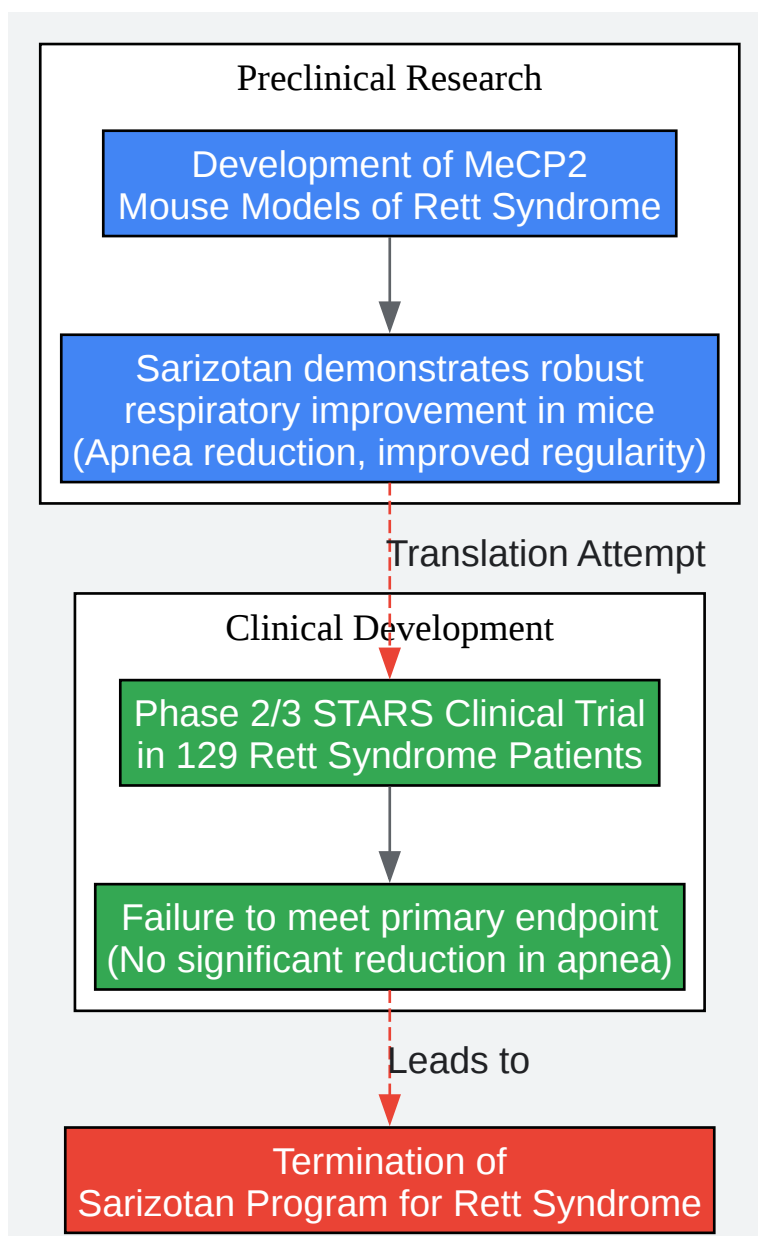 Preclinical Research
Development of MeCP2
Mouse Models of Rett Syndrome
Sarizotan demonstrates robust
respiratory improvement in mice
(Apnea reduction, improved regularity)
Translation Attempt
Clinical Development
Phase 2/3 STARS Clinical Trial
in 129 Rett Syndrome Patients
Failure to meet primary endpoint
(No significant reduction in apnea)
Leads to
Termination of
Sarizotan Program for Rett Syndrome